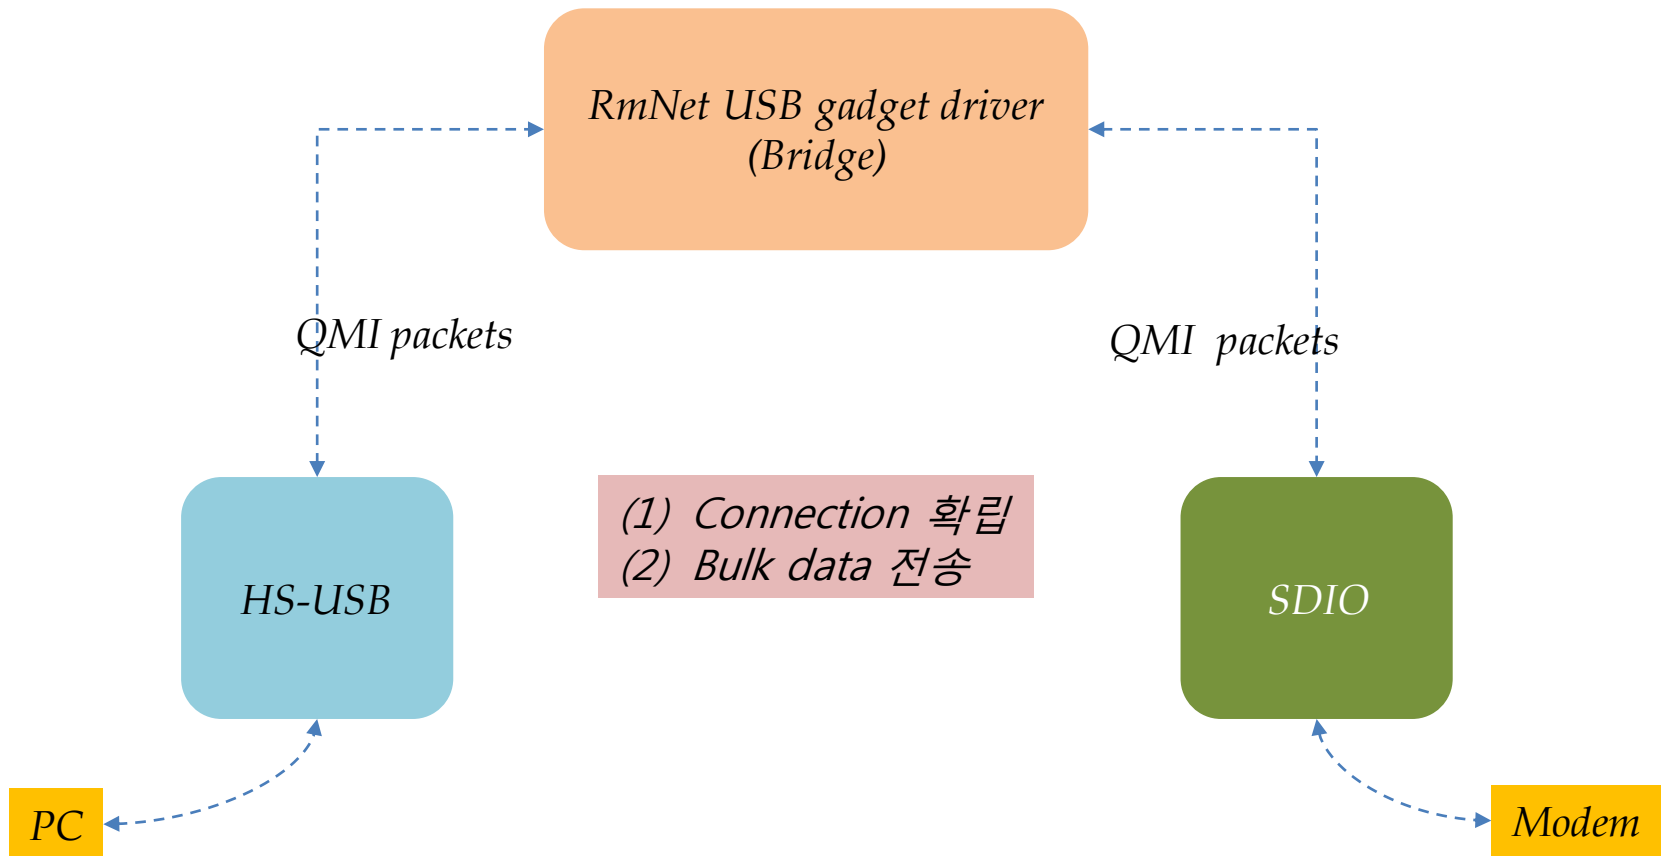 RmNet USB gadget driver
(Bridge)
QMI packets
QMI packets
(1) Connection 확립
(2) Bulk data 전송
HS-USB
SDIO
PC
Modem